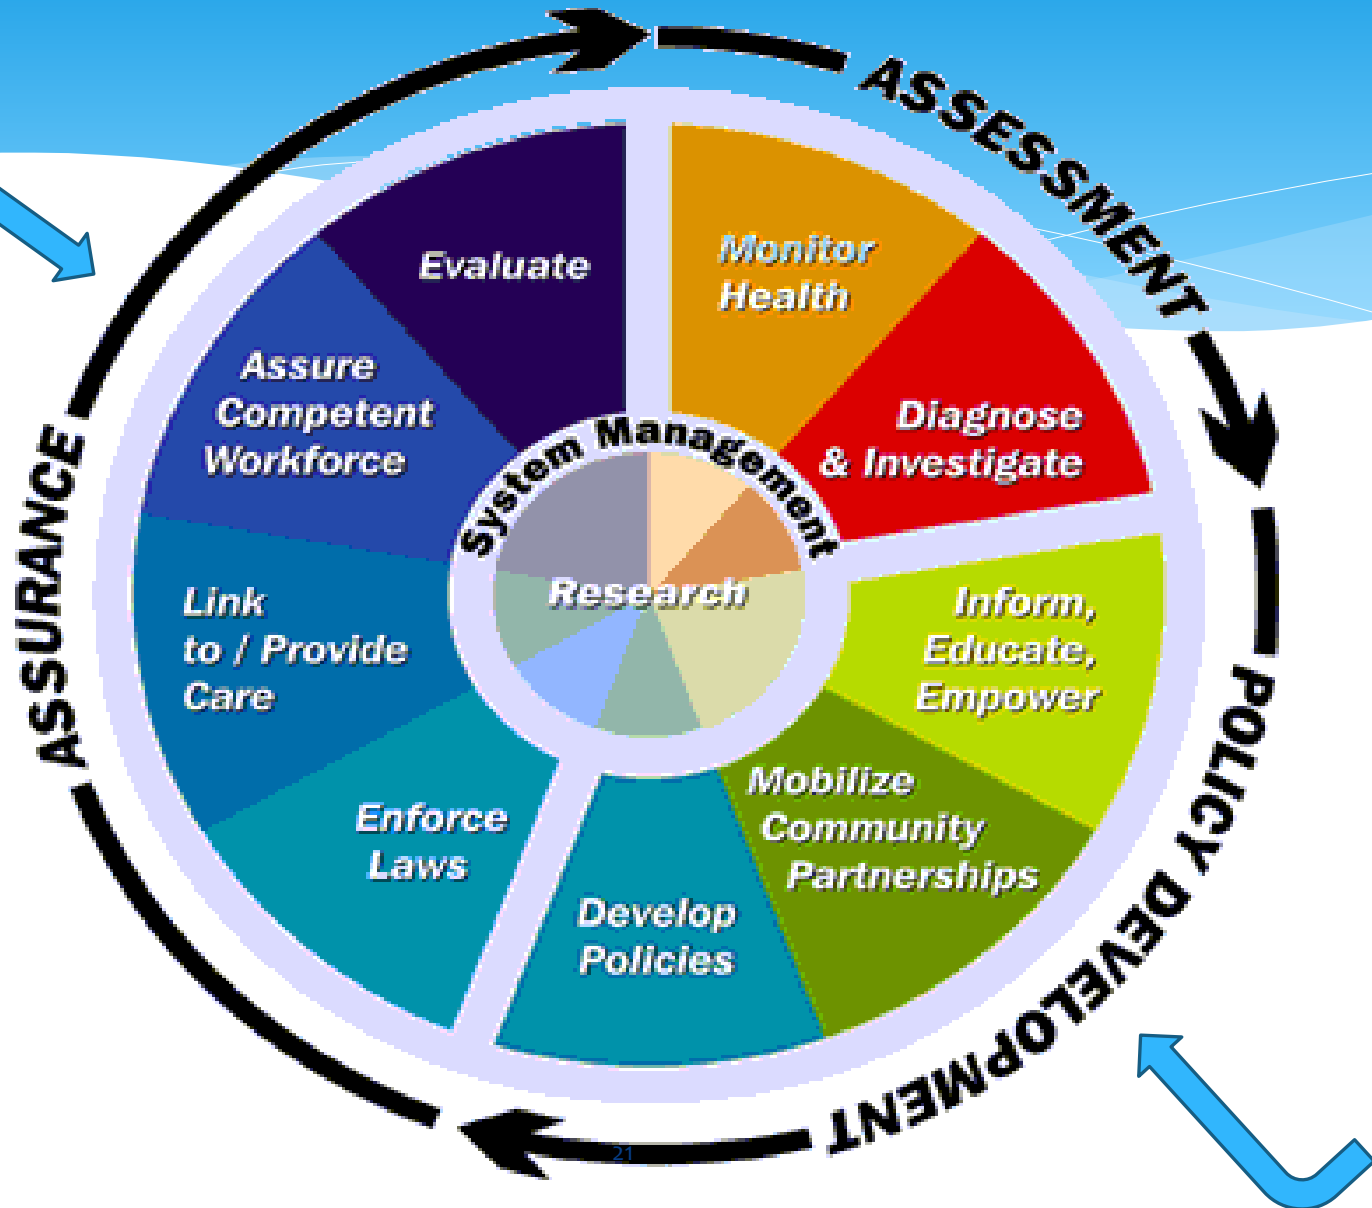 ASSESSMENT
POLICY DEVELOPMENT
ASSURANCE
Monitor
Health
Diagnose
& Investigate
Inform,
Educate,
Empower
Mobilize
Community
Partnerships
Develop
Policies
Enforce
Laws
Link
to / Provide
Care
Assure
Competent
Workforce
Evaluate
System Management
Research
21